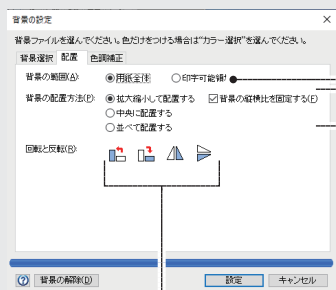 背景の設定
背景ファイルを選んでください。色だけをつける場合は"カラー選択"を選んでください。
背景選択 配置 色調補正
背景の範囲(A): 用紙全体 印字可能領
背景の配置方法(P): 拡大縮小して配置する 背景の縦横比を固定する(F)
中央に配置する
並べて配置する
回転と反転(R):
背景の解除(D) 設定 キャンセル